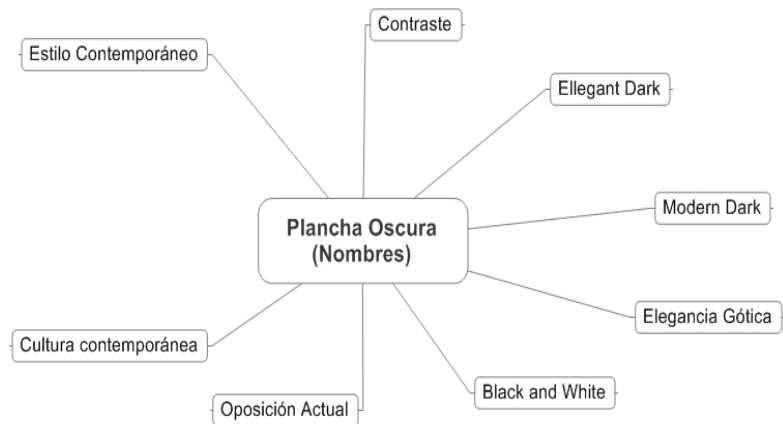 Contraste
Estilo Contemporáneo
Ellegant Dark
Modern Dark
Plancha Oscura
(Nombres)
Elegancia Gótica
Cultura contemporánea
Black and White
Oposición Actual